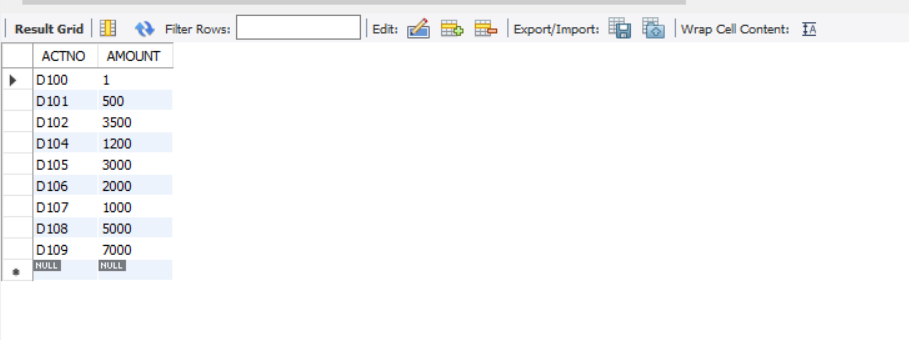 Result Grid Filter Rows: Edit: Export/Import: Wrap Cell Content: IA
ACTNO AMOUNT
D100 1
D101 500
D102 3500
D104 1200
D105 3000
D106 2000
D107 1000
D108 5000
D109 7000
NULL NULL